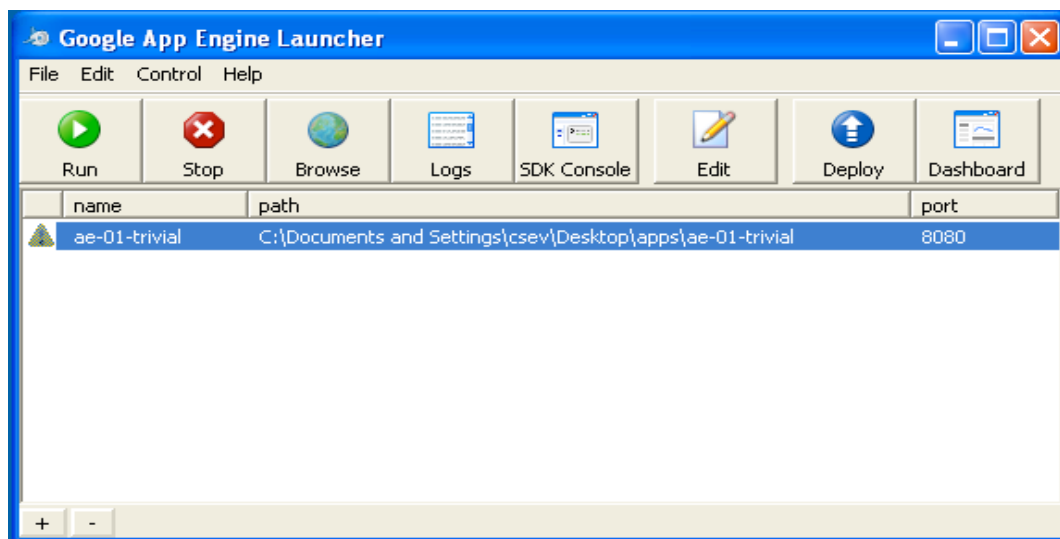 Google App Engine Launcher
File Edit Control Help
Run Stop Browse Logs SDK Console Edit Deploy Dashboard
name path port
ae-01-trivial C:\Documents and Settings\csev\Desktop\apps\ae-01-trivial 8080
+ -